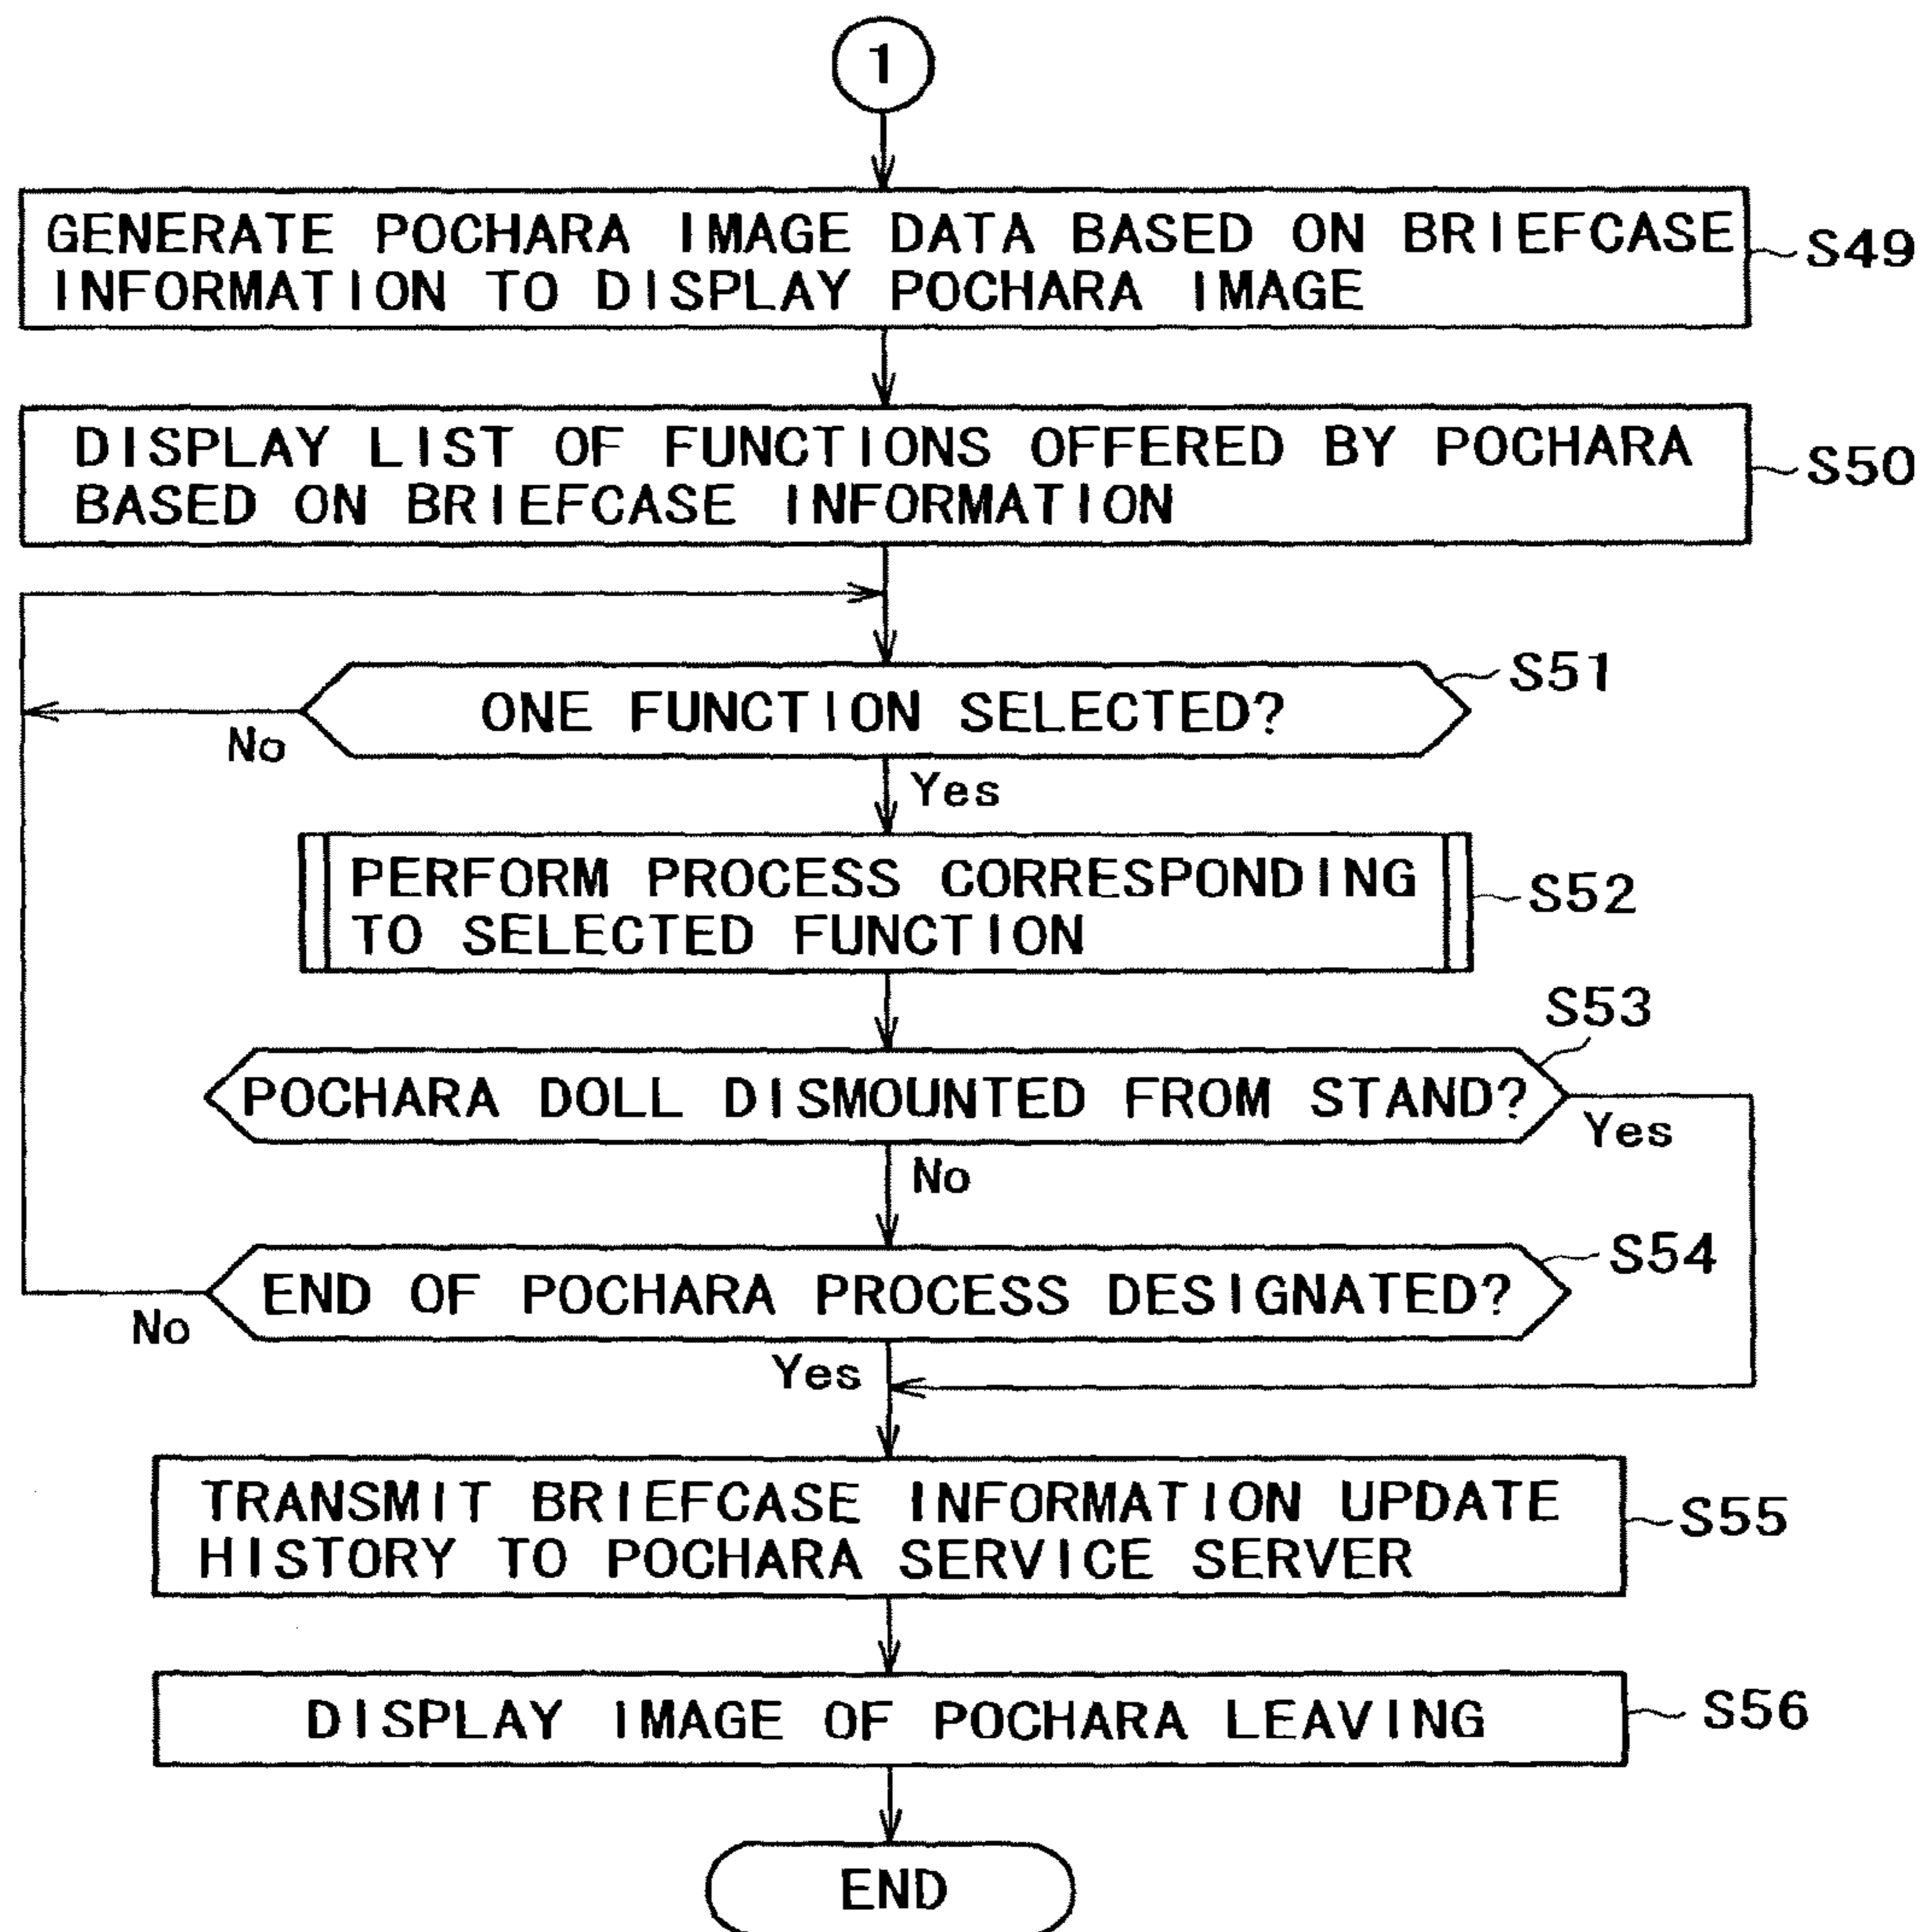 1
GENERATE POCHARA IMAGE DATA BASED ON BRIEFCASE
INFORMATION TO DISPLAY POCHARA IMAGE
S49
DISPLAY LIST OF FUNCTIONS OFFERED BY POCHARA
BASED ON BRIEFCASE INFORMATION
S50
ONE FUNCTION SELECTED?
S51
No
Yes
PERFORM PROCESS CORRESPONDING
TO SELECTED FUNCTION
S52
S53
POCHARA DOLL DISMOUNTED FROM STAND?
Yes
No
END OF POCHARA PROCESS DESIGNATED?
S54
No
Yes
TRANSMIT BRIEFCASE INFORMATION UPDATE
HISTORY TO POCHARA SERVICE SERVER
S55
DISPLAY IMAGE OF POCHARA LEAVING
S56
END